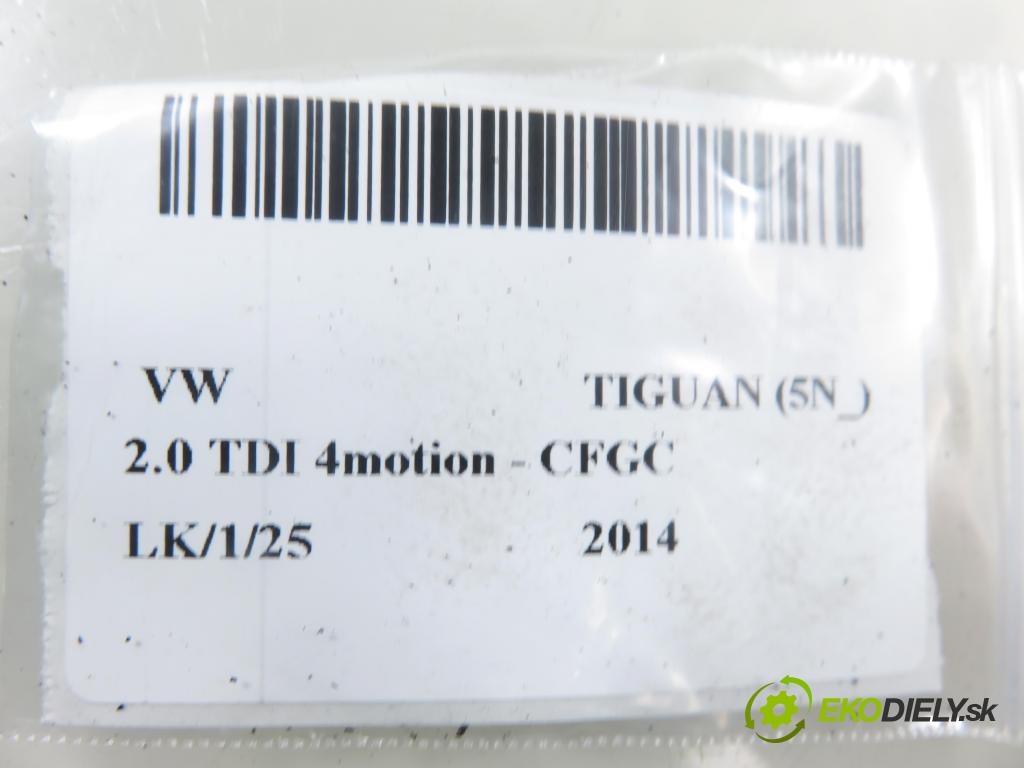 VW TIGUAN (5N_)
2.0 TDI 4motion - CFGC
LK/1/25 2014
EKODIELY.sk